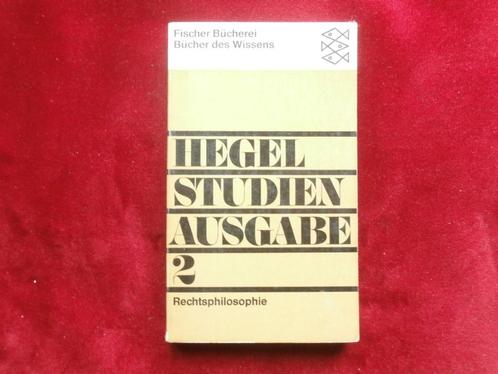 Fischer Bücherei
Bücher des Wissens
HEGEL
STUDIEN
AUSGABE
2
Rechtsphilosophie